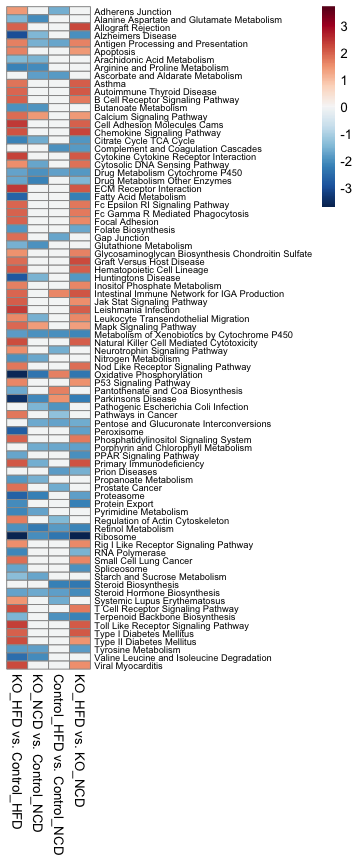 Adherens Junction
Alanine Aspartate and Glutamate Metabolism
Allograft Rejection
Alzheimers Disease
Antigen Processing and Presentation
Apoptosis
Arachidonic Acid Metabolism
Arginine and Proline Metabolism
Ascorbate and Aldarate Metabolism
Asthma
Autoimmune Thyroid Disease
B Cell Receptor Signaling Pathway
Butanoate Metabolism
Calcium Signaling Pathway
Cell Adhesion Molecules Cams
Chemokine Signaling Pathway
Citrate Cycle TCA Cycle
Complement and Coagulation Cascades
Cytokine Cytokine Receptor Interaction
Cytosolic DNA Sensing Pathway
Drug Metabolism Cytochrome P450
Drug Metabolism Other Enzymes
ECM Receptor Interaction
Fatty Acid Metabolism
Fc Epsilon RI Signaling Pathway
Fc Gamma R Mediated Phagocytosis
Focal Adhesion
Folate Biosynthesis
Gap Junction
Glutathione Metabolism
Glycosaminoglycan Biosynthesis Chondroitin Sulfate
Graft Versus Host Disease
Hematopoietic Cell Lineage
Huntingtons Disease
Inositol Phosphate Metabolism
Intestinal Immune Network for IGA Production
Jak Stat Signaling Pathway
Leishmania Infection
Leukocyte Transendothelial Migration
Mapk Signaling Pathway
Metabolism of Xenobiotics by Cytochrome P450
Natural Killer Cell Mediated Cytotoxicity
Neurotrophin Signaling Pathway
Nitrogen Metabolism
Nod Like Receptor Signaling Pathway
Oxidative Phosphorylation
P53 Signaling Pathway
Pantothenate and Coa Biosynthesis
Parkinsons Disease
Pathogenic Escherichia Coli Infection
Pathways in Cancer
Pentose and Glucuronate Interconversions
Peroxisome
Phosphatidylinositol Signaling System
Porphyrin and Chlorophyll Metabolism
PPAR Signaling Pathway
Primary Immunodeficiency
Prion Diseases
Propanoate Metabolism
Prostate Cancer
Proteasome
Protein Export
Pyrimidine Metabolism
Regulation of Actin Cytoskeleton
Retinol Metabolism
Ribosome
Rig I Like Receptor Signaling Pathway
RNA Polymerase
Small Cell Lung Cancer
Spliceosome
Starch and Sucrose Metabolism
Steroid Biosynthesis
Steroid Hormone Biosynthesis
Systemic Lupus Erythematosus
T Cell Receptor Signaling Pathway
Terpenoid Backbone Biosynthesis
Toll Like Receptor Signaling Pathway
Type I Diabetes Mellitus
Type II Diabetes Mellitus
Tyrosine Metabolism
Valine Leucine and Isoleucine Degradation
Viral Myocarditis
3
2
1
0
-1
-2
-3
KO_HFD vs. Control_HFD
KO_NCD vs. Control_NCD
Control_HFD vs. Control_NCD
KO_HFD vs. KO_NCD